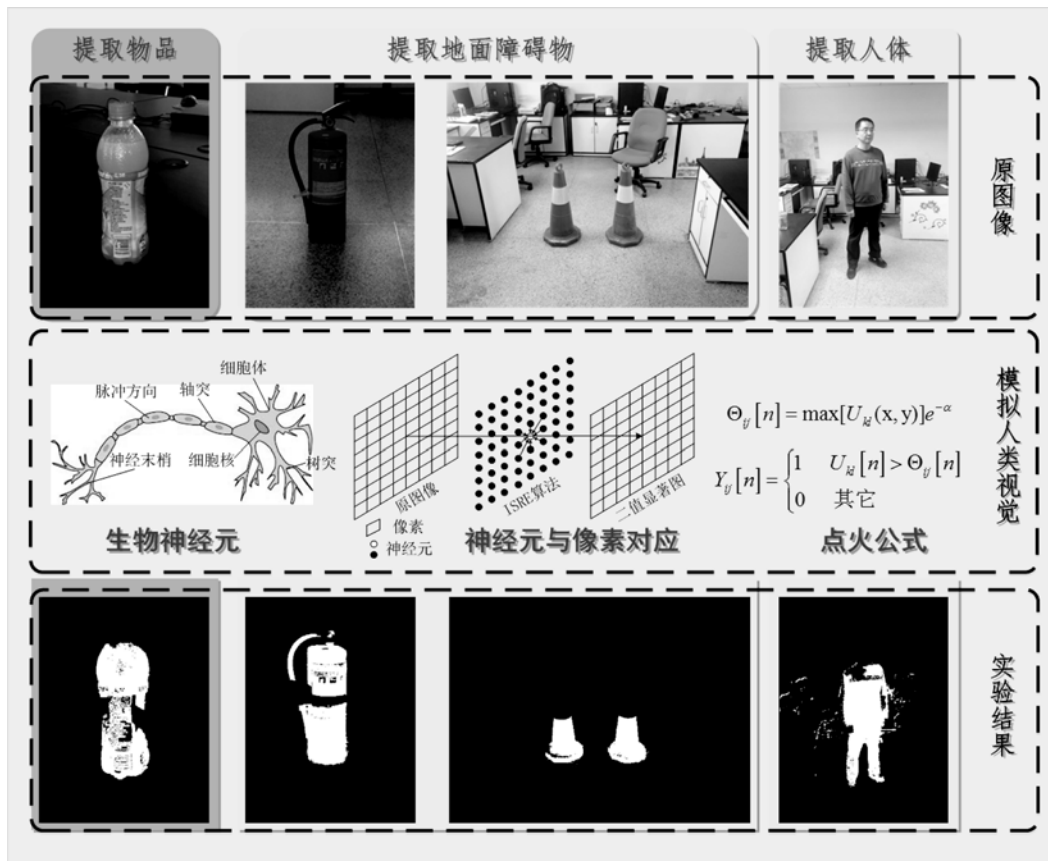 提取物品
提取地面障碍物
提取人体
原图像
细胞体
脉冲方向
轴突
神经末梢
细胞核
树突
生物神经元
原图像
ISRE算法
二值显著图
像素
神经元
神经元与像素对应
Θij[n] = max[Ukl(x, y)]e^-α
Yij[n] = {1 Ukl[n] > Θij[n]
0 其它
点火公式
模拟人类视觉
实验结果